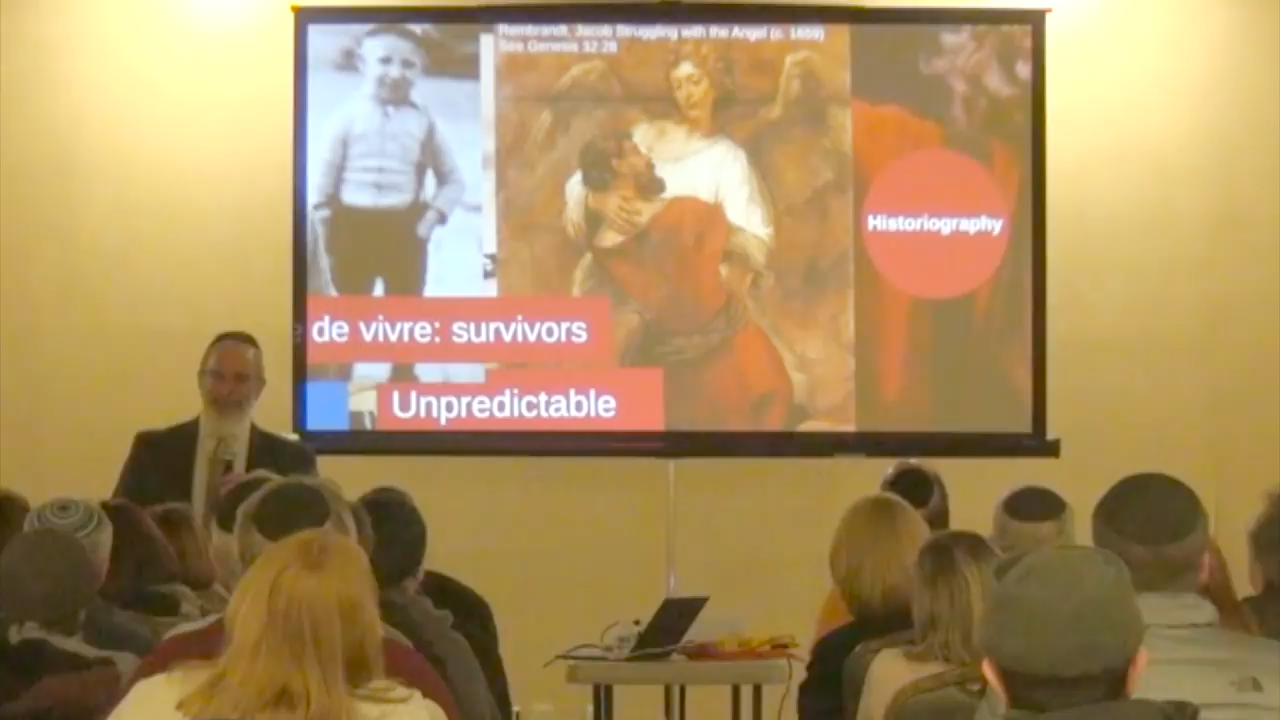 Rembrandt, Jacob Struggling with the Angel (c. 1659)
See Genesis 32:28
Historiography
de vivre: survivors
Unpredictable